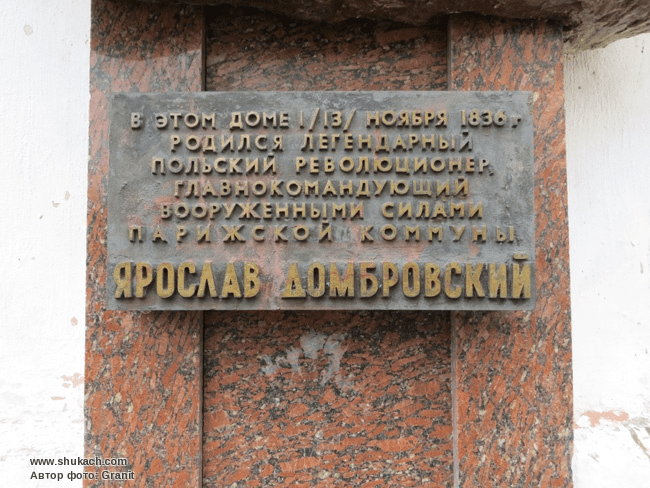 В ЭТОМ ДОМЕ 1/13/ НОЯБРЯ 1836г.
РОДИЛСЯ ЛЕГЕНДАРНЫЙ
ПОЛЬСКИЙ РЕВОЛЮЦИОНЕР,
ГЛАВНОКОМАНДУЮЩИЙ
ВООРУЖЕННЫМИ СИЛАМИ
ПАРИЖСКОЙ КОММУНЫ
ЯРОСЛАВ ДОМБРОВСКИЙ
www.shukach.com
Автор фото: Granit